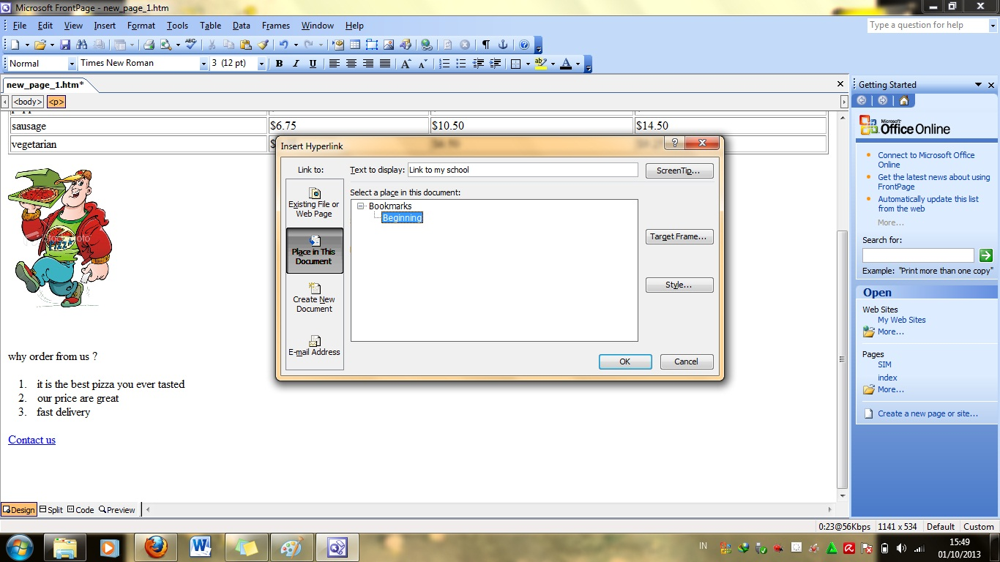 Microsoft FrontPage - new_page_1.htm
File Edit View Insert Format Tools Table Data Frames Window Help
Type a question for help
Normal Times New Roman 3 (12 pt) B I U
new_page_1.htm*
<body> <p>
sausage $6.75 $10.50 $14.50
vegetarian
why order from us ?
1. it is the best pizza you ever tasted
2. our price are great
3. fast delivery
Contact us
PIZZA
iStockphoto
Insert Hyperlink
Link to:
Text to display: Link to my school
ScreenTip...
Select a place in this document:
Existing File or
Web Page
Place in This
Document
Create New
Document
E-mail Address
Bookmarks
Beginning
Target Frame...
Style...
OK
Cancel
Getting Started
Microsoft
Office Online
Connect to Microsoft Office
Online
Get the latest news about using
FrontPage
Automatically update this list
from the web
More...
Search for:
Example: "Print more than one copy"
Open
Web Sites
My Web Sites
More...
Pages
SIM
index
More...
Create a new page or site...
Design Split Code Preview
0:23@56Kbps 1141 x 534 Default Custom
IN
15:49
01/10/2013